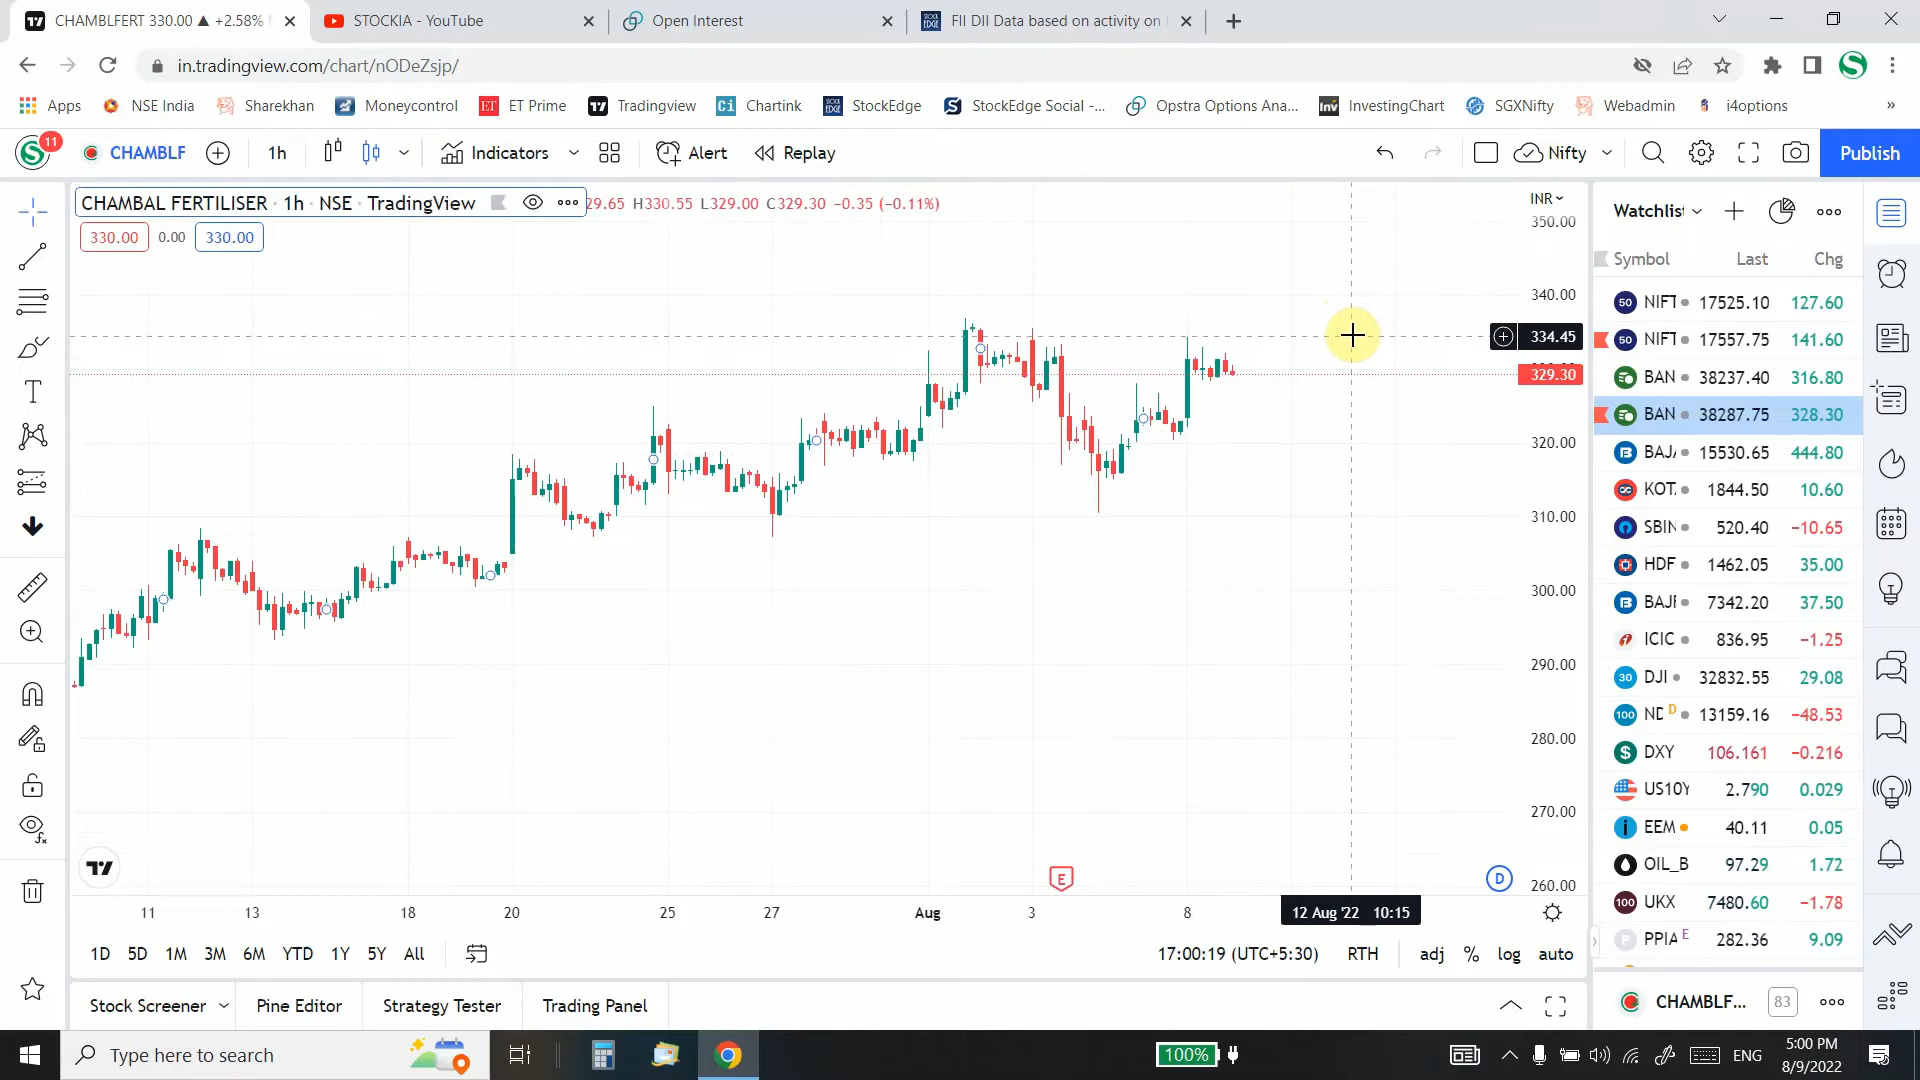 CHAMBLFERT 330.00 ▲ +2.58%
STOCKIA - YouTube
Open Interest
FII DII Data based on activity on
in.tradingview.com/chart/nODeZsjp/
Apps
NSE India
Sharekhan
Moneycontrol
ET Prime
Tradingview
Chartink
StockEdge
StockEdge Social -...
Opstra Options Ana...
InvestingChart
SGXNifty
Webadmin
i4options
»
11
CHAMBLF
1h
Indicators
Alert
Replay
Nifty
Publish
CHAMBAL FERTILISER · 1h · NSE · TradingView
29.65 H330.55 L329.00 C329.30 −0.35 (−0.11%)
330.00 0.00 330.00
INR
350.00
340.00
334.45
329.30
320.00
310.00
300.00
290.00
280.00
270.00
260.00
E
D
11 13 18 20 25 27 Aug 3 8
12 Aug '22 10:15
1D 5D 1M 3M 6M YTD 1Y 5Y All
17:00:19 (UTC+5:30) RTH adj % log auto
Stock Screener
Pine Editor
Strategy Tester
Trading Panel
Watchlist
Symbol Last Chg
50 NIFT 17525.10 127.60
50 NIFT 17557.75 141.60
BAN 38237.40 316.80
BAN 38287.75 328.30
BAJ 15530.65 444.80
KOT 1844.50 10.60
SBIN 520.40 −10.65
HDF 1462.05 35.00
BAJF 7342.20 37.50
ICIC 836.95 −1.25
30 DJI 32832.55 29.08
100 ND D 13159.16 −48.53
$ DXY 106.161 −0.216
US10Y 2.790 0.029
EEM 40.11 0.05
OIL_B 97.29 1.72
100 UKX 7480.60 −1.78
P PPIA E 282.36 9.09
CHAMBLF... 83
Type here to search
100%
ENG
5:00 PM
8/9/2022